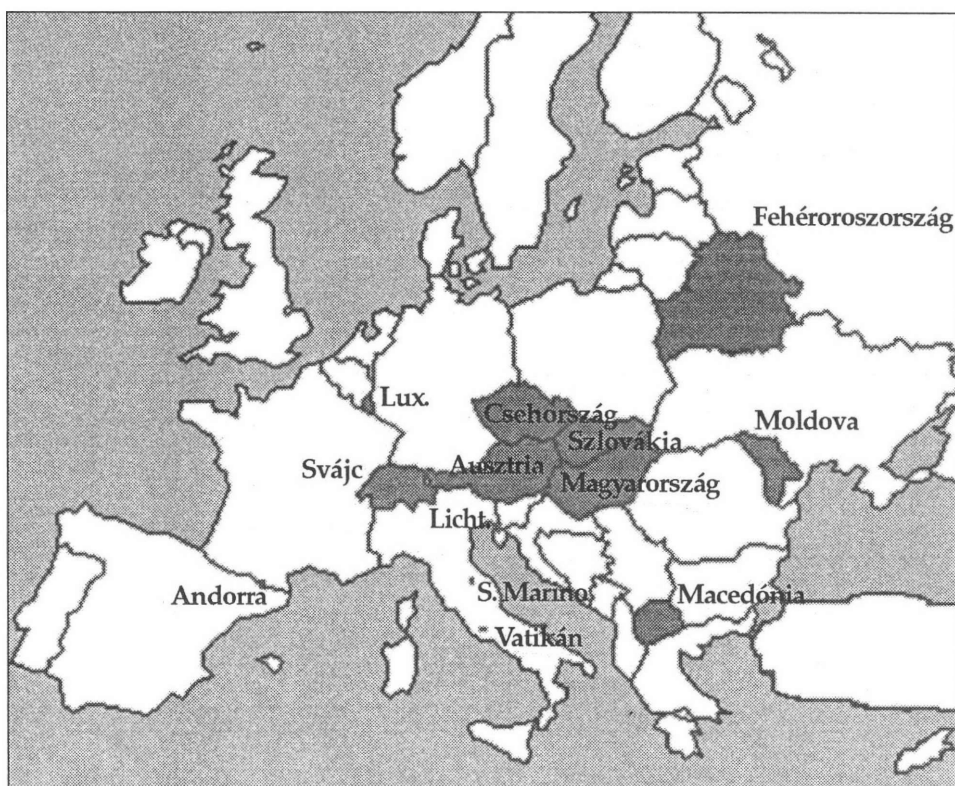 Fehéroroszország
Lux.
Csehország
Moldova
Szlovákia
Svájc
Ausztria
Magyarország
Licht.
Andorra
S. Marino
Macedónia
Vatikán